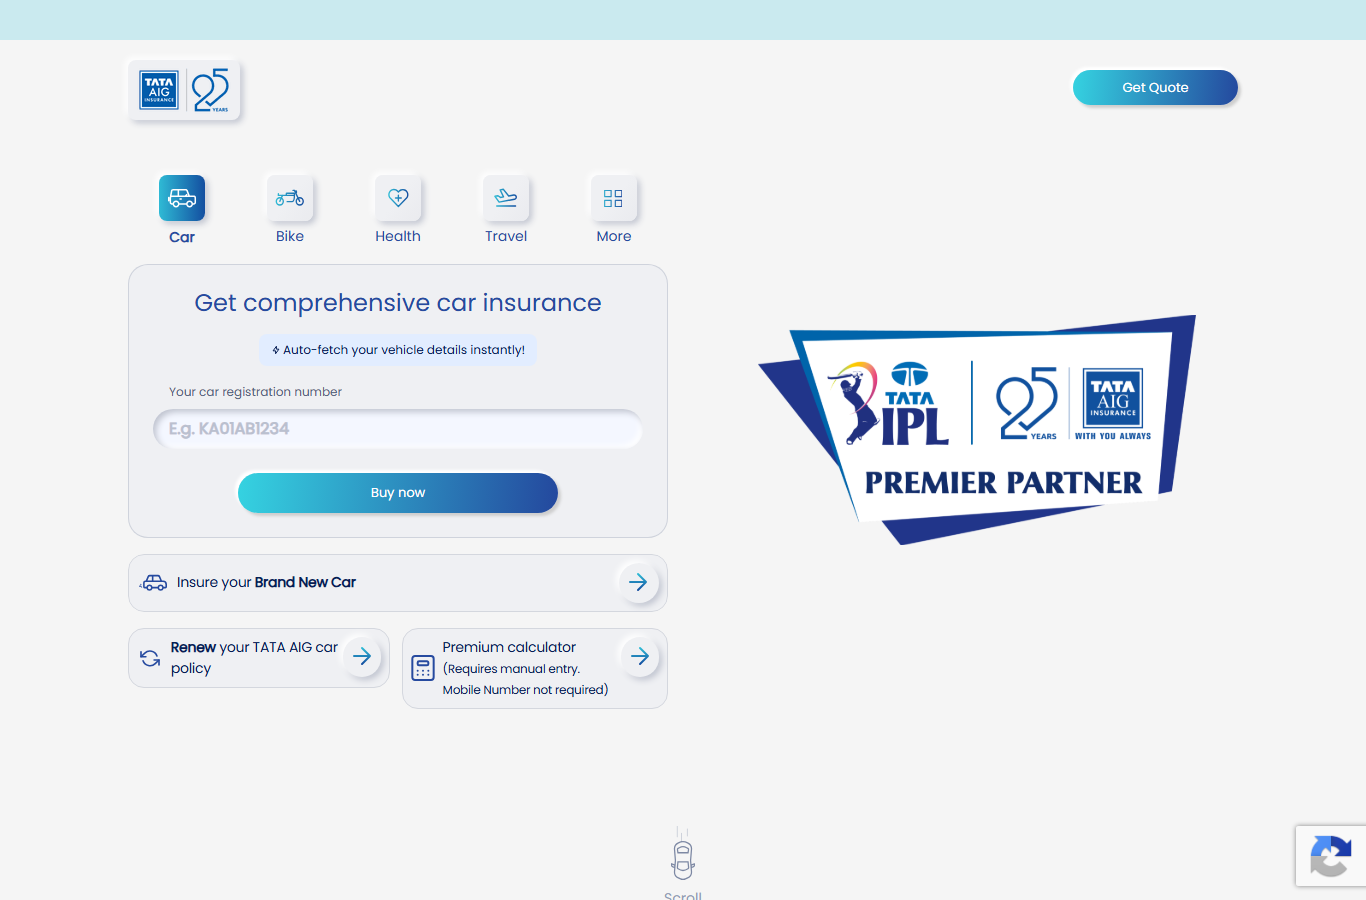 TATA
AIG
INSURANCE
25
YEARS
Get Quote
Car
Bike
Health
Travel
More
Get comprehensive car insurance
Auto-fetch your vehicle details instantly!
Your car registration number
E.g. KA01AB1234
Buy now
Insure your Brand New Car
Renew your TATA AIG car
policy
Premium calculator
(Requires manual entry.
Mobile Number not required)
TATA
IPL
25
YEARS
TATA
AIG
INSURANCE
WITH YOU ALWAYS
PREMIER PARTNER
Scroll